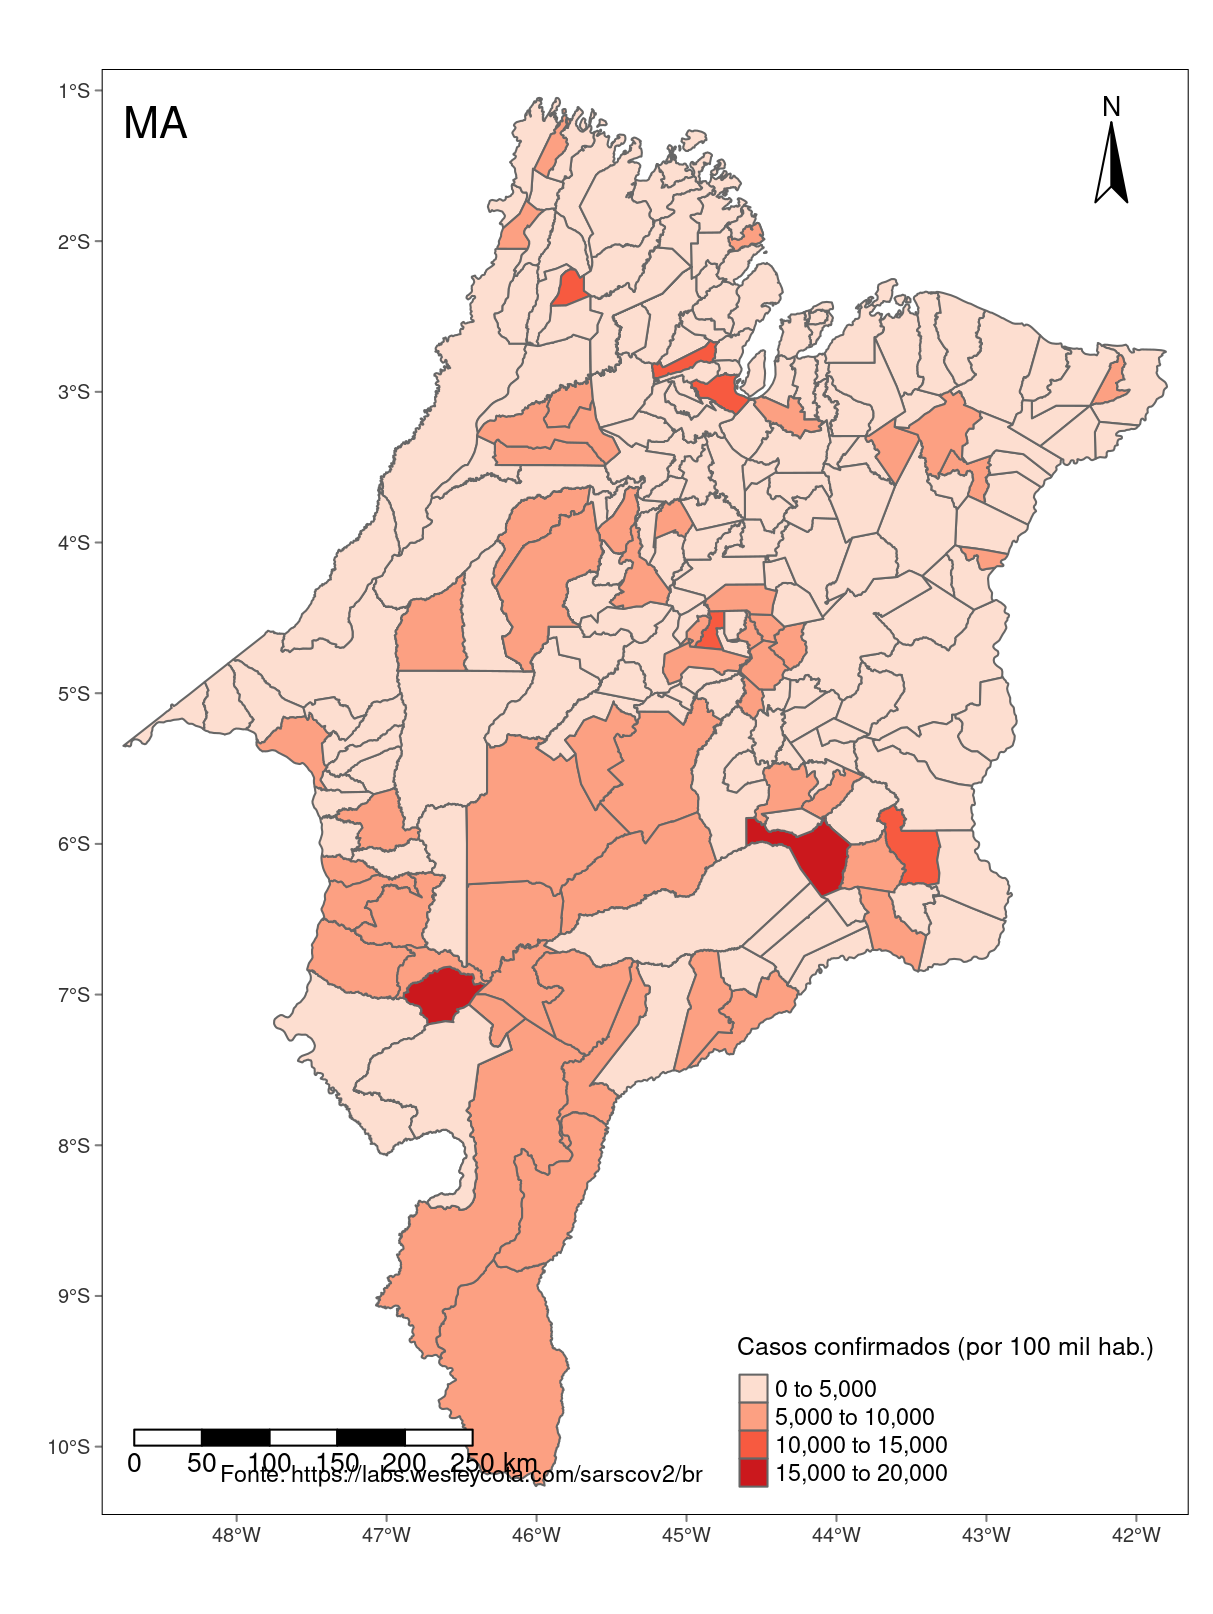 1°S
MA
N
2°S
3°S
4°S
5°S
6°S
7°S
8°S
9°S
10°S
Casos confirmados (por 100 mil hab.)
0 to 5,000
5,000 to 10,000
10,000 to 15,000
15,000 to 20,000
0 50 100 150 200 250 km
Fonte: https://labs.wesleycota.com/sarscov2/br
48°W 47°W 46°W 45°W 44°W 43°W 42°W